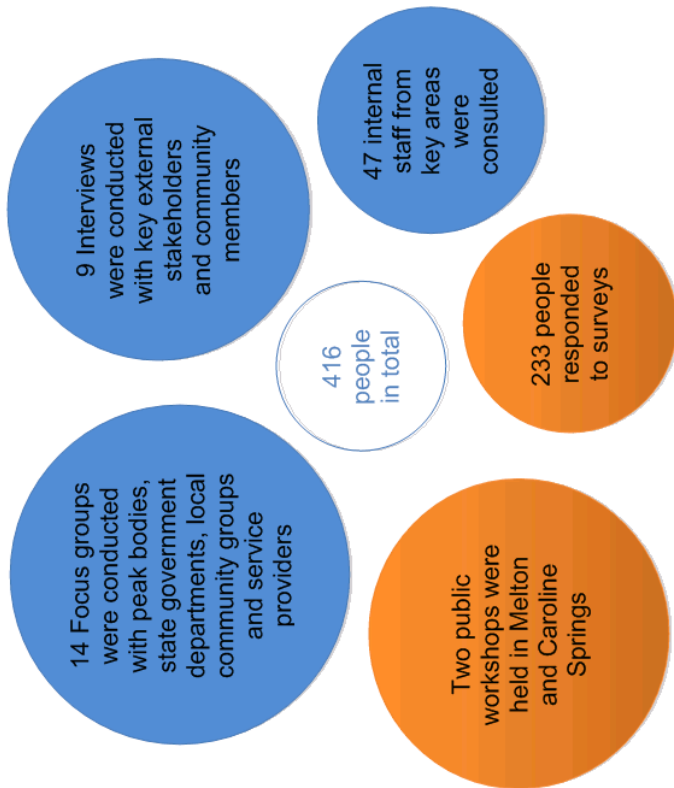 14 Focus groups
were conducted
with peak bodies,
state government
departments, local
community groups
and service
providers
9 Interviews
were conducted
with key external
stakeholders
and community
members
416
people
in total
47 internal
staff from
key areas
were
consulted
Two public
workshops were
held in Melton
and Caroline
Springs
233 people
responded
to surveys